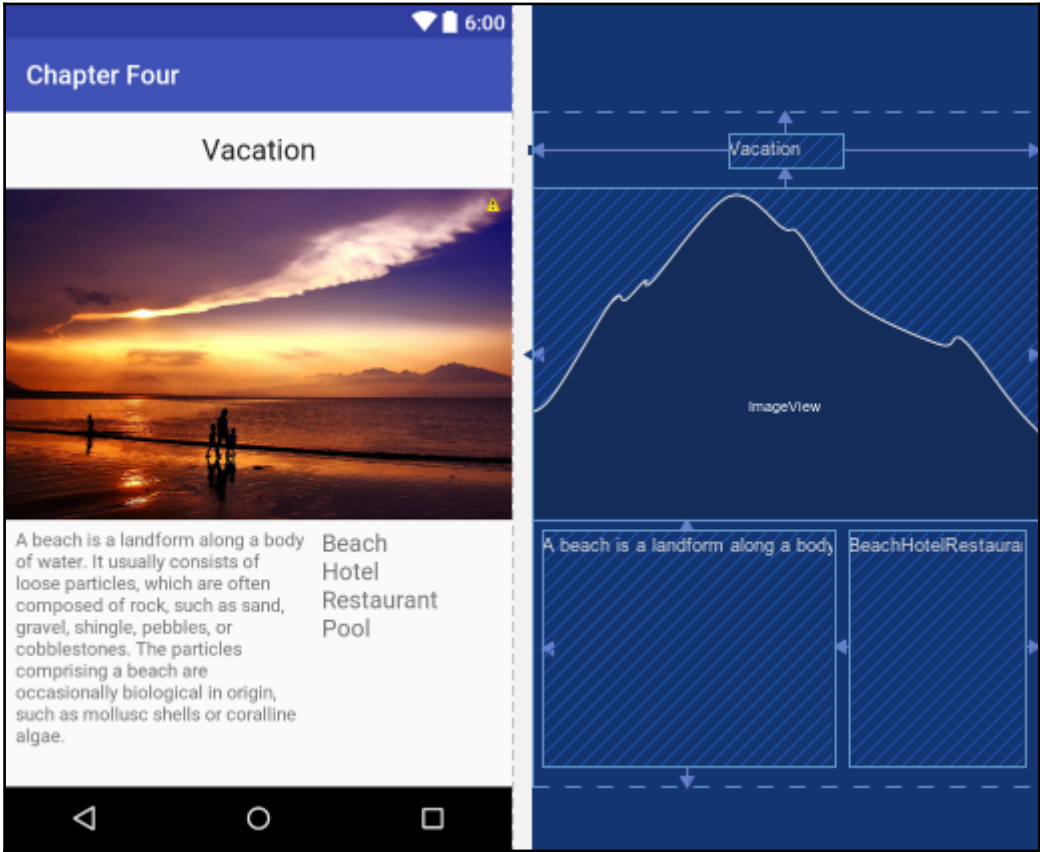 6:00
Chapter Four
Vacation
A beach is a landform along a body
of water. It usually consists of
loose particles, which are often
composed of rock, such as sand,
gravel, shingle, pebbles, or
cobblestones. The particles
comprising a beach are
occasionally biological in origin,
such as mollusc shells or coralline
algae.
Beach
Hotel
Restaurant
Pool
Vacation
ImageView
A beach is a landform along a body
BeachHotelRestaura